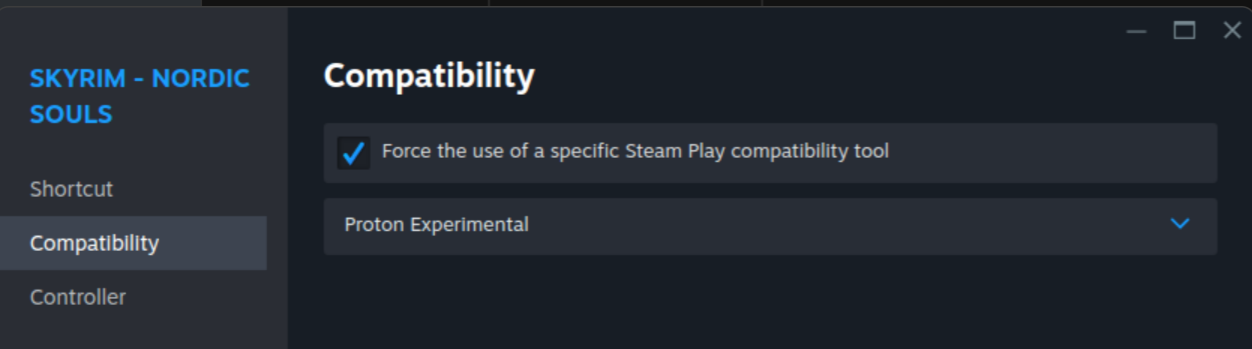 SKYRIM - NORDIC
SOULS
Shortcut
Compatibility
Controller
Compatibility
Force the use of a specific Steam Play compatibility tool
Proton Experimental